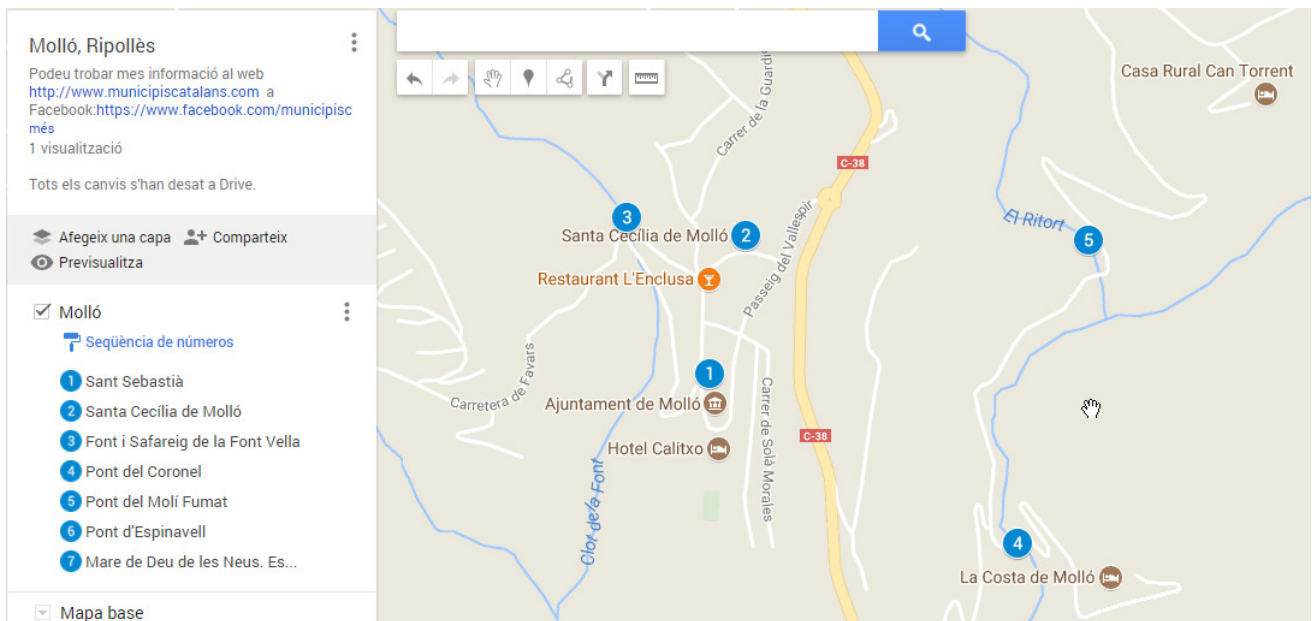 Molló, Ripollès
Podeu trobar mes informació al web
http://www.municipiscatalans.com a
Facebook:https://www.facebook.com/municipisc
més
1 visualització
Tots els canvis s'han desat a Drive.
Afegeix una capa Comparteix
Previsualitza
Molló
Seqüència de números
1 Sant Sebastià
2 Santa Cecília de Molló
3 Font i Safareig de la Font Vella
4 Pont del Coronel
5 Pont del Molí Fumat
6 Pont d'Espinavell
7 Mare de Deu de les Neus. Es...
Mapa base
Carrer de la Guardia
Casa Rural Can Torrent
C-38
3
Santa Cecília de Molló 2
El Ritort
5
Restaurant L'Enclusa
Passeig del Vallespir
1
Carretera de Favars
Ajuntament de Molló
Carrer de Solà Morales
C-38
Hotel Calitxo
Clot de la Font
4
La Costa de Molló